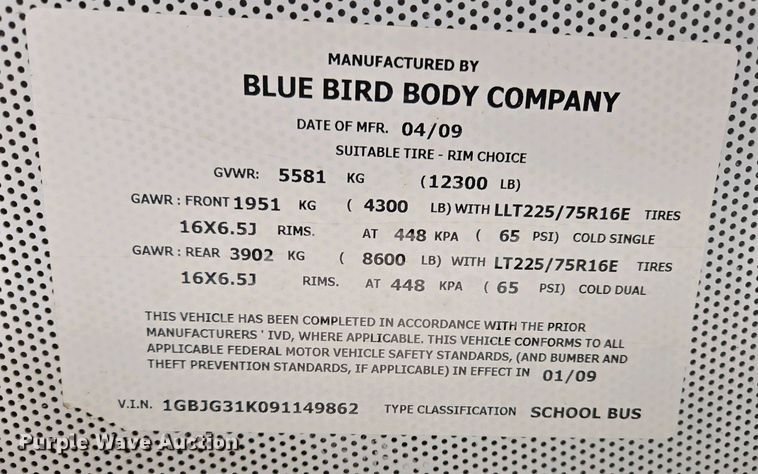 MANUFACTURED BY
BLUE BIRD BODY COMPANY
DATE OF MFR. 04/09
SUITABLE TIRE - RIM CHOICE
GVWR: 5581 KG (12300 LB)
GAWR : FRONT 1951 KG ( 4300 LB) WITH LLT225/75R16E TIRES
16X6.5J RIMS. AT 448 KPA ( 65 PSI) COLD SINGLE
GAWR : REAR 3902 KG ( 8600 LB) WITH LT225/75R16E TIRES
16X6.5J RIMS. AT 448 KPA ( 65 PSI) COLD DUAL
THIS VEHICLE HAS BEEN COMPLETED IN ACCORDANCE WITH THE PRIOR
MANUFACTURERS ' IVD, WHERE APPLICABLE. THIS VEHICLE CONFORMS TO ALL
APPLICABLE FEDERAL MOTOR VEHICLE SAFETY STANDARDS, (AND BUMBER AND
THEFT PREVENTION STANDARDS, IF APPLICABLE) IN EFFECT IN 01/09
V.I.N. 1GBJG31K091149862 TYPE CLASSIFICATION SCHOOL BUS
Purple Wave Auction